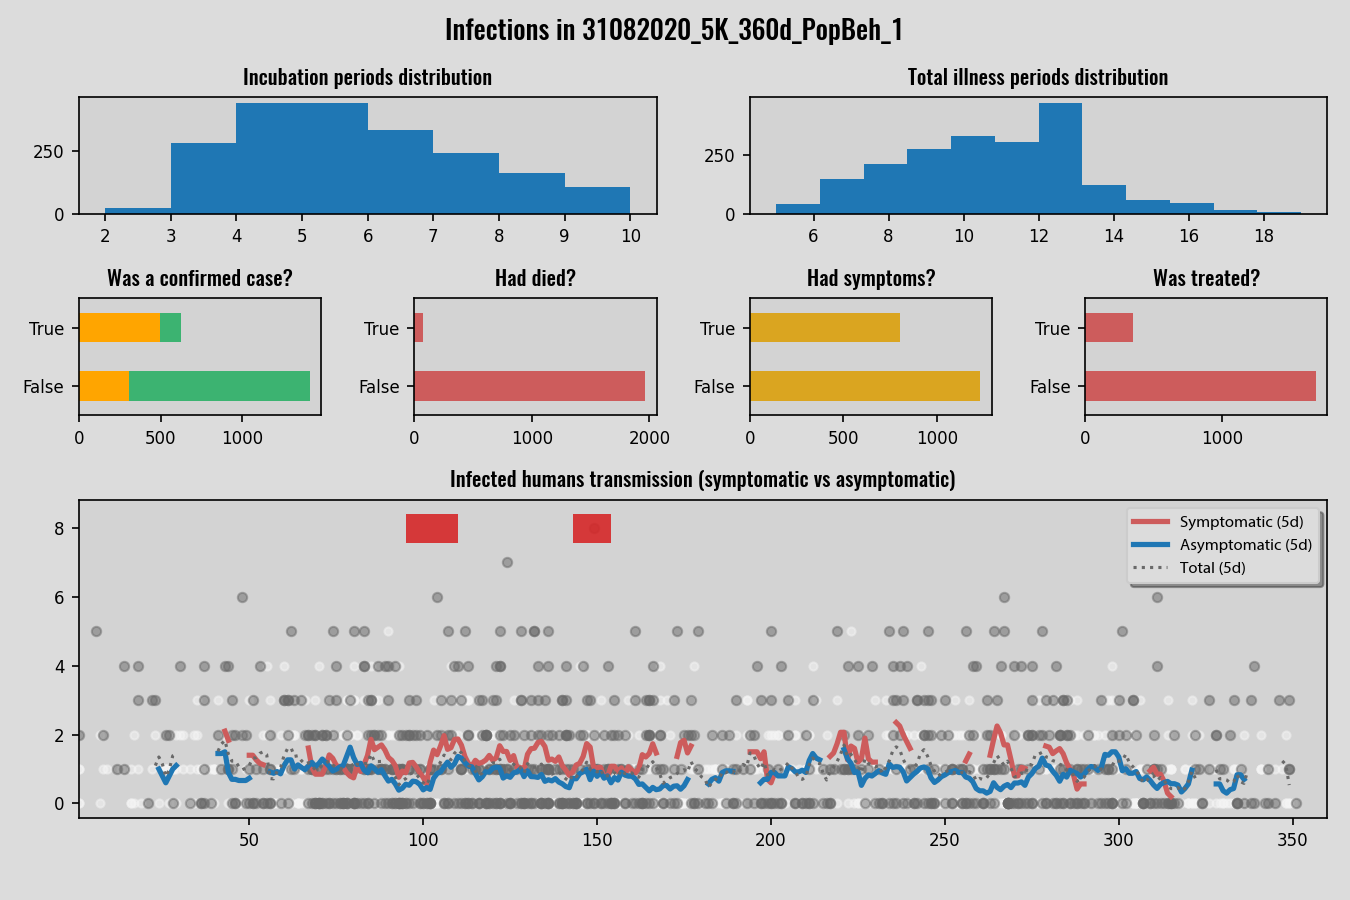 Infections in 31082020_5K_360d_PopBeh_1
Incubation periods distribution
Total illness periods distribution
250
0
2 3 4 5 6 7 8 9 10
250
0
6 8 10 12 14 16 18
Was a confirmed case?
Had died?
Had symptoms?
Was treated?
True
False
0 500 1000
True
False
0 1000 2000
True
False
0 500 1000
True
False
0 1000
Infected humans transmission (symptomatic vs asymptomatic)
8
6
4
2
0
50 100 150 200 250 300 350
Symptomatic (5d)
Asymptomatic (5d)
Total (5d)